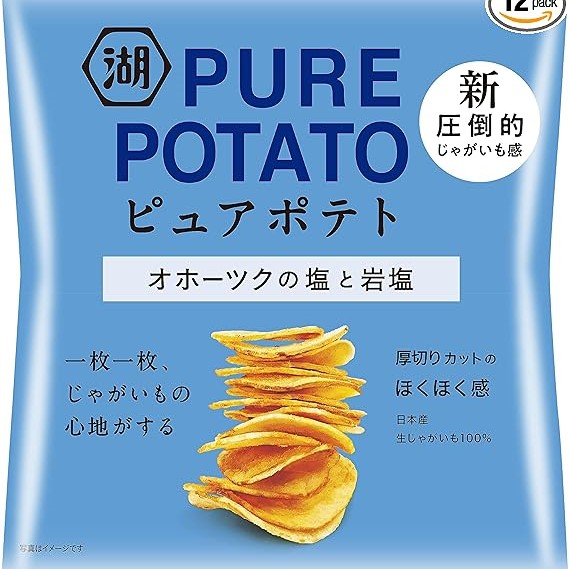 12 pack
湖
PURE
POTATO
ピュアポテト
新
圧倒的
じゃがいも感
オホーツクの塩と岩塩
一枚一枚、
じゃがいもの
心地がする
厚切りカットの
ほくほく感
日本産
生じゃがいも100%
写真はイメージです